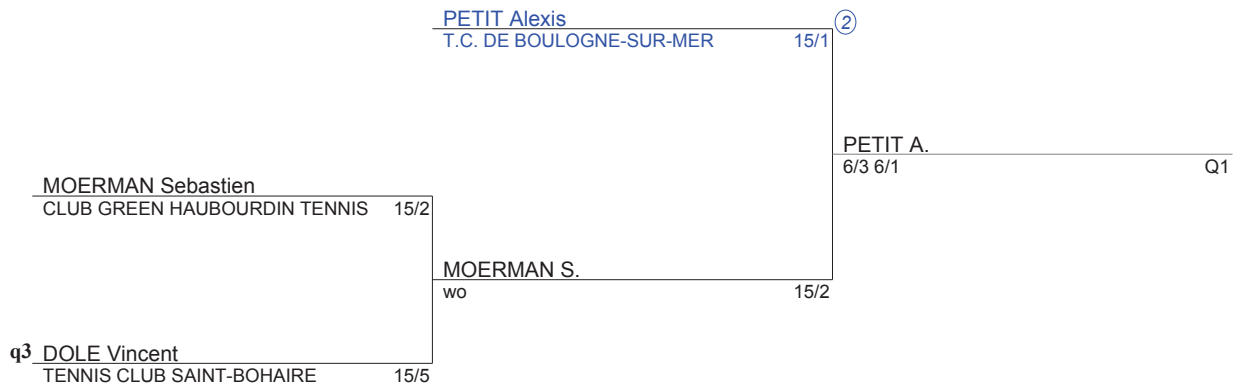 PETIT Alexis
T.C. DE BOULOGNE-SUR-MER 15/1 2
PETIT A.
6/3 6/1 Q1
MOERMAN Sebastien
CLUB GREEN HAUBOURDIN TENNIS 15/2
MOERMAN S.
wo 15/2
q3 DOLE Vincent
TENNIS CLUB SAINT-BOHAIRE 15/5